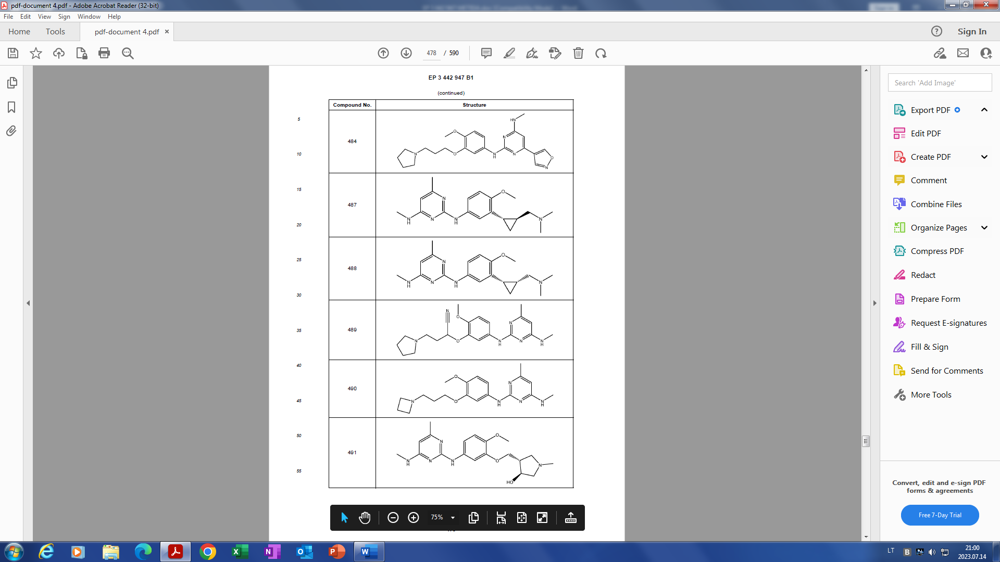 pdf-document 4.pdf - Adobe Acrobat Reader (32-bit)
File Edit View Sign Window Help
Home Tools pdf-document 4.pdf × Sign In
478 / 590
EP 3 442 947 B1
(continued)
Compound No. Structure
5
10
484
HN
O
N
N
O
N
H
N
O
N
15
20
487
N
O
N
H
N
N
H
N
25
30
488
N
O
N
H
N
N
H
N
35
489
N
O
N
N
O
N
H
N
N
H
40
45
490
O
N
N
O
N
H
N
N
H
50
55
491
O
N
N
H
N
N
H
O
N
HO
75%
Search 'Add Image'
Export PDF
Edit PDF
Create PDF
Comment
Combine Files
Organize Pages
Compress PDF
Redact
Prepare Form
Request E-signatures
Fill & Sign
Send for Comments
More Tools
Convert, edit and e-sign PDF
forms & agreements
Free 7-Day Trial
LT
21:00
2023.07.14